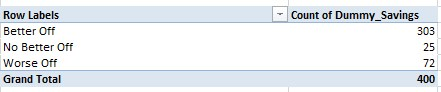 Row Labels Count of Dummy_Savings
Better Off 303
No Better Off 25
Worse Off 72
Grand Total 400